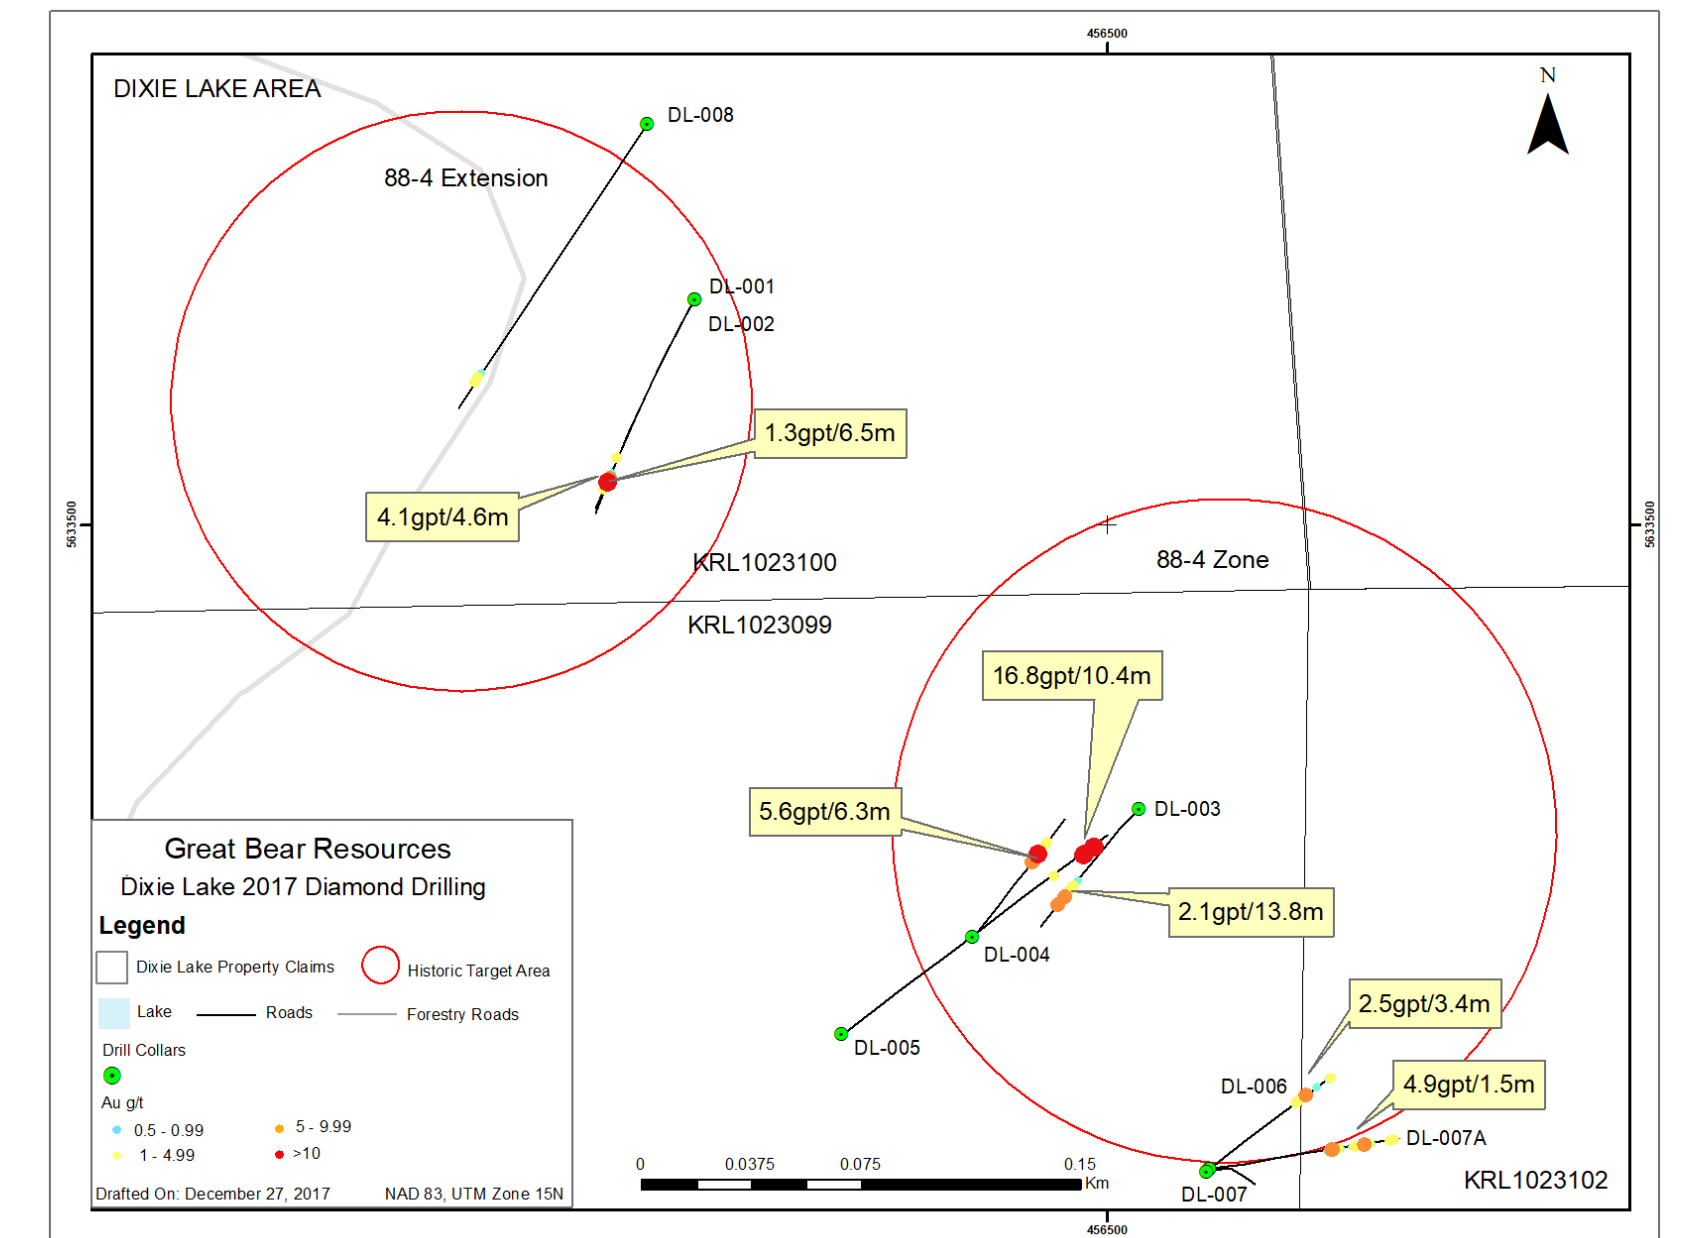 456500
DIXIE LAKE AREA
N
DL-008
88-4 Extension
DL-001
DL-002
1.3gpt/6.5m
4.1gpt/4.6m
5633500
5633500
KRL1023100
88-4 Zone
KRL1023099
16.8gpt/10.4m
5.6gpt/6.3m
DL-003
2.1gpt/13.8m
DL-004
DL-005
2.5gpt/3.4m
DL-006
4.9gpt/1.5m
DL-007A
DL-007
KRL1023102
Great Bear Resources
Dixie Lake 2017 Diamond Drilling
Legend
Dixie Lake Property Claims
Historic Target Area
Lake
Roads
Forestry Roads
Drill Collars
Au g/t
0.5 - 0.99
5 - 9.99
1 - 4.99
>10
Drafted On: December 27, 2017
NAD 83, UTM Zone 15N
0 0.0375 0.075 0.15
Km
456500